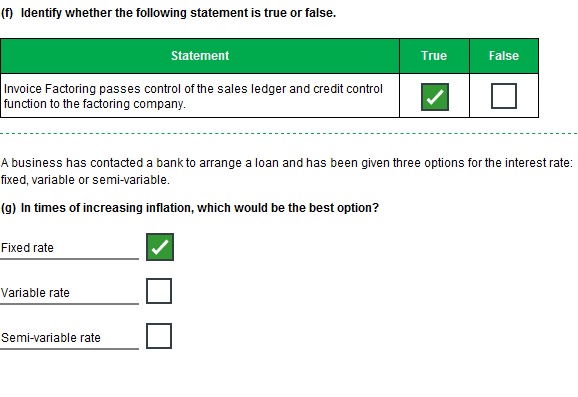 (f) Identify whether the following statement is true or false.
Statement True False
Invoice Factoring passes control of the sales ledger and credit control
function to the factoring company.
A business has contacted a bank to arrange a loan and has been given three options for the interest rate:
fixed, variable or semi-variable.
(g) In times of increasing inflation, which would be the best option?
Fixed rate
Variable rate
Semi-variable rate